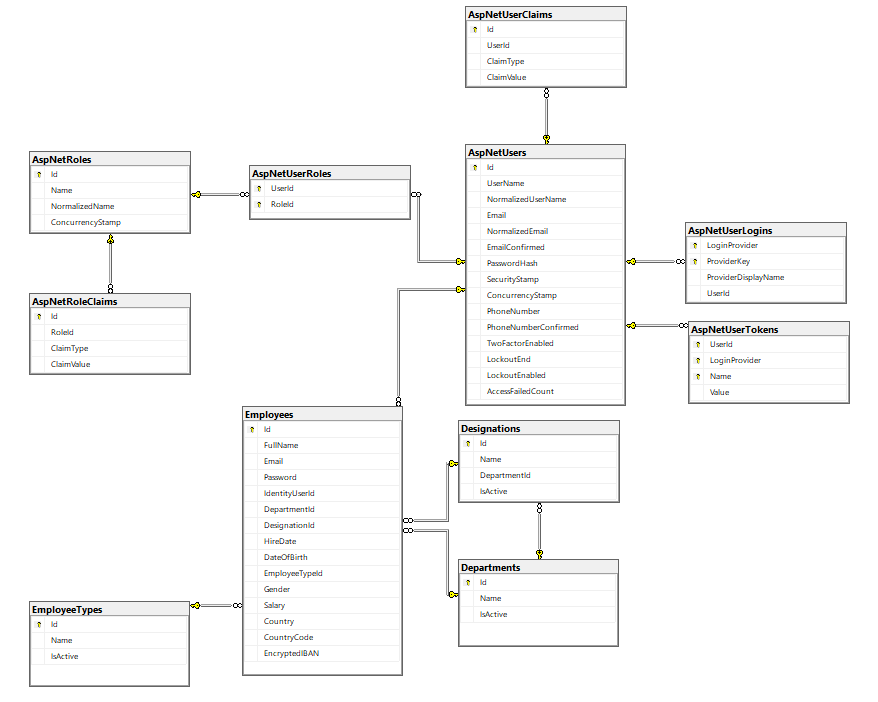 AspNetUserClaims
Id
UserId
ClaimType
ClaimValue
AspNetRoles
Id
Name
NormalizedName
ConcurrencyStamp
AspNetUserRoles
UserId
RoleId
AspNetUsers
Id
UserName
NormalizedUserName
Email
NormalizedEmail
EmailConfirmed
PasswordHash
SecurityStamp
ConcurrencyStamp
PhoneNumber
PhoneNumberConfirmed
TwoFactorEnabled
LockoutEnd
LockoutEnabled
AccessFailedCount
AspNetUserLogins
LoginProvider
ProviderKey
ProviderDisplayName
UserId
AspNetRoleClaims
Id
RoleId
ClaimType
ClaimValue
AspNetUserTokens
UserId
LoginProvider
Name
Value
Employees
Id
FullName
Email
Password
IdentityUserId
DepartmentId
DesignationId
HireDate
DateOfBirth
EmployeeTypeId
Gender
Salary
Country
CountryCode
EncryptedIBAN
Designations
Id
Name
DepartmentId
IsActive
Departments
Id
Name
IsActive
EmployeeTypes
Id
Name
IsActive